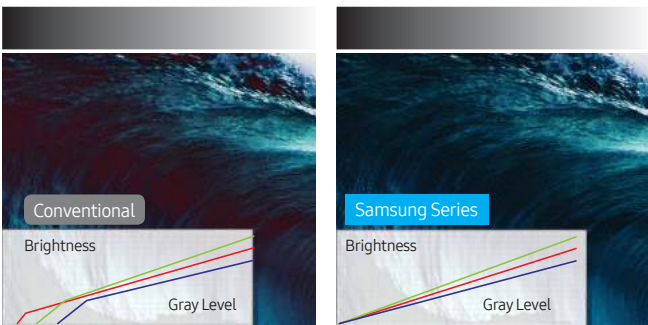 Conventional
Brightness
Gray Level
Samsung Series
Brightness
Gray Level